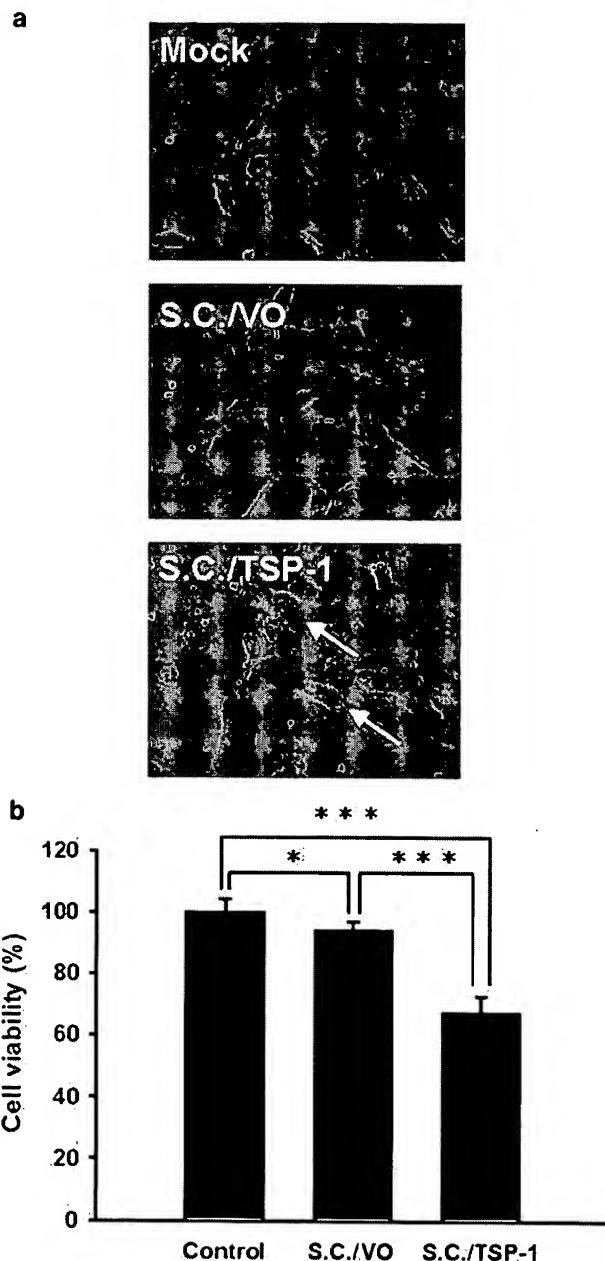 a
Mock
S.C./VO
S.C./TSP-1
b
* * *
* * * *
120
100
80
60
40
20
0
Cell viability (%)
Control S.C./VO S.C./TSP-1